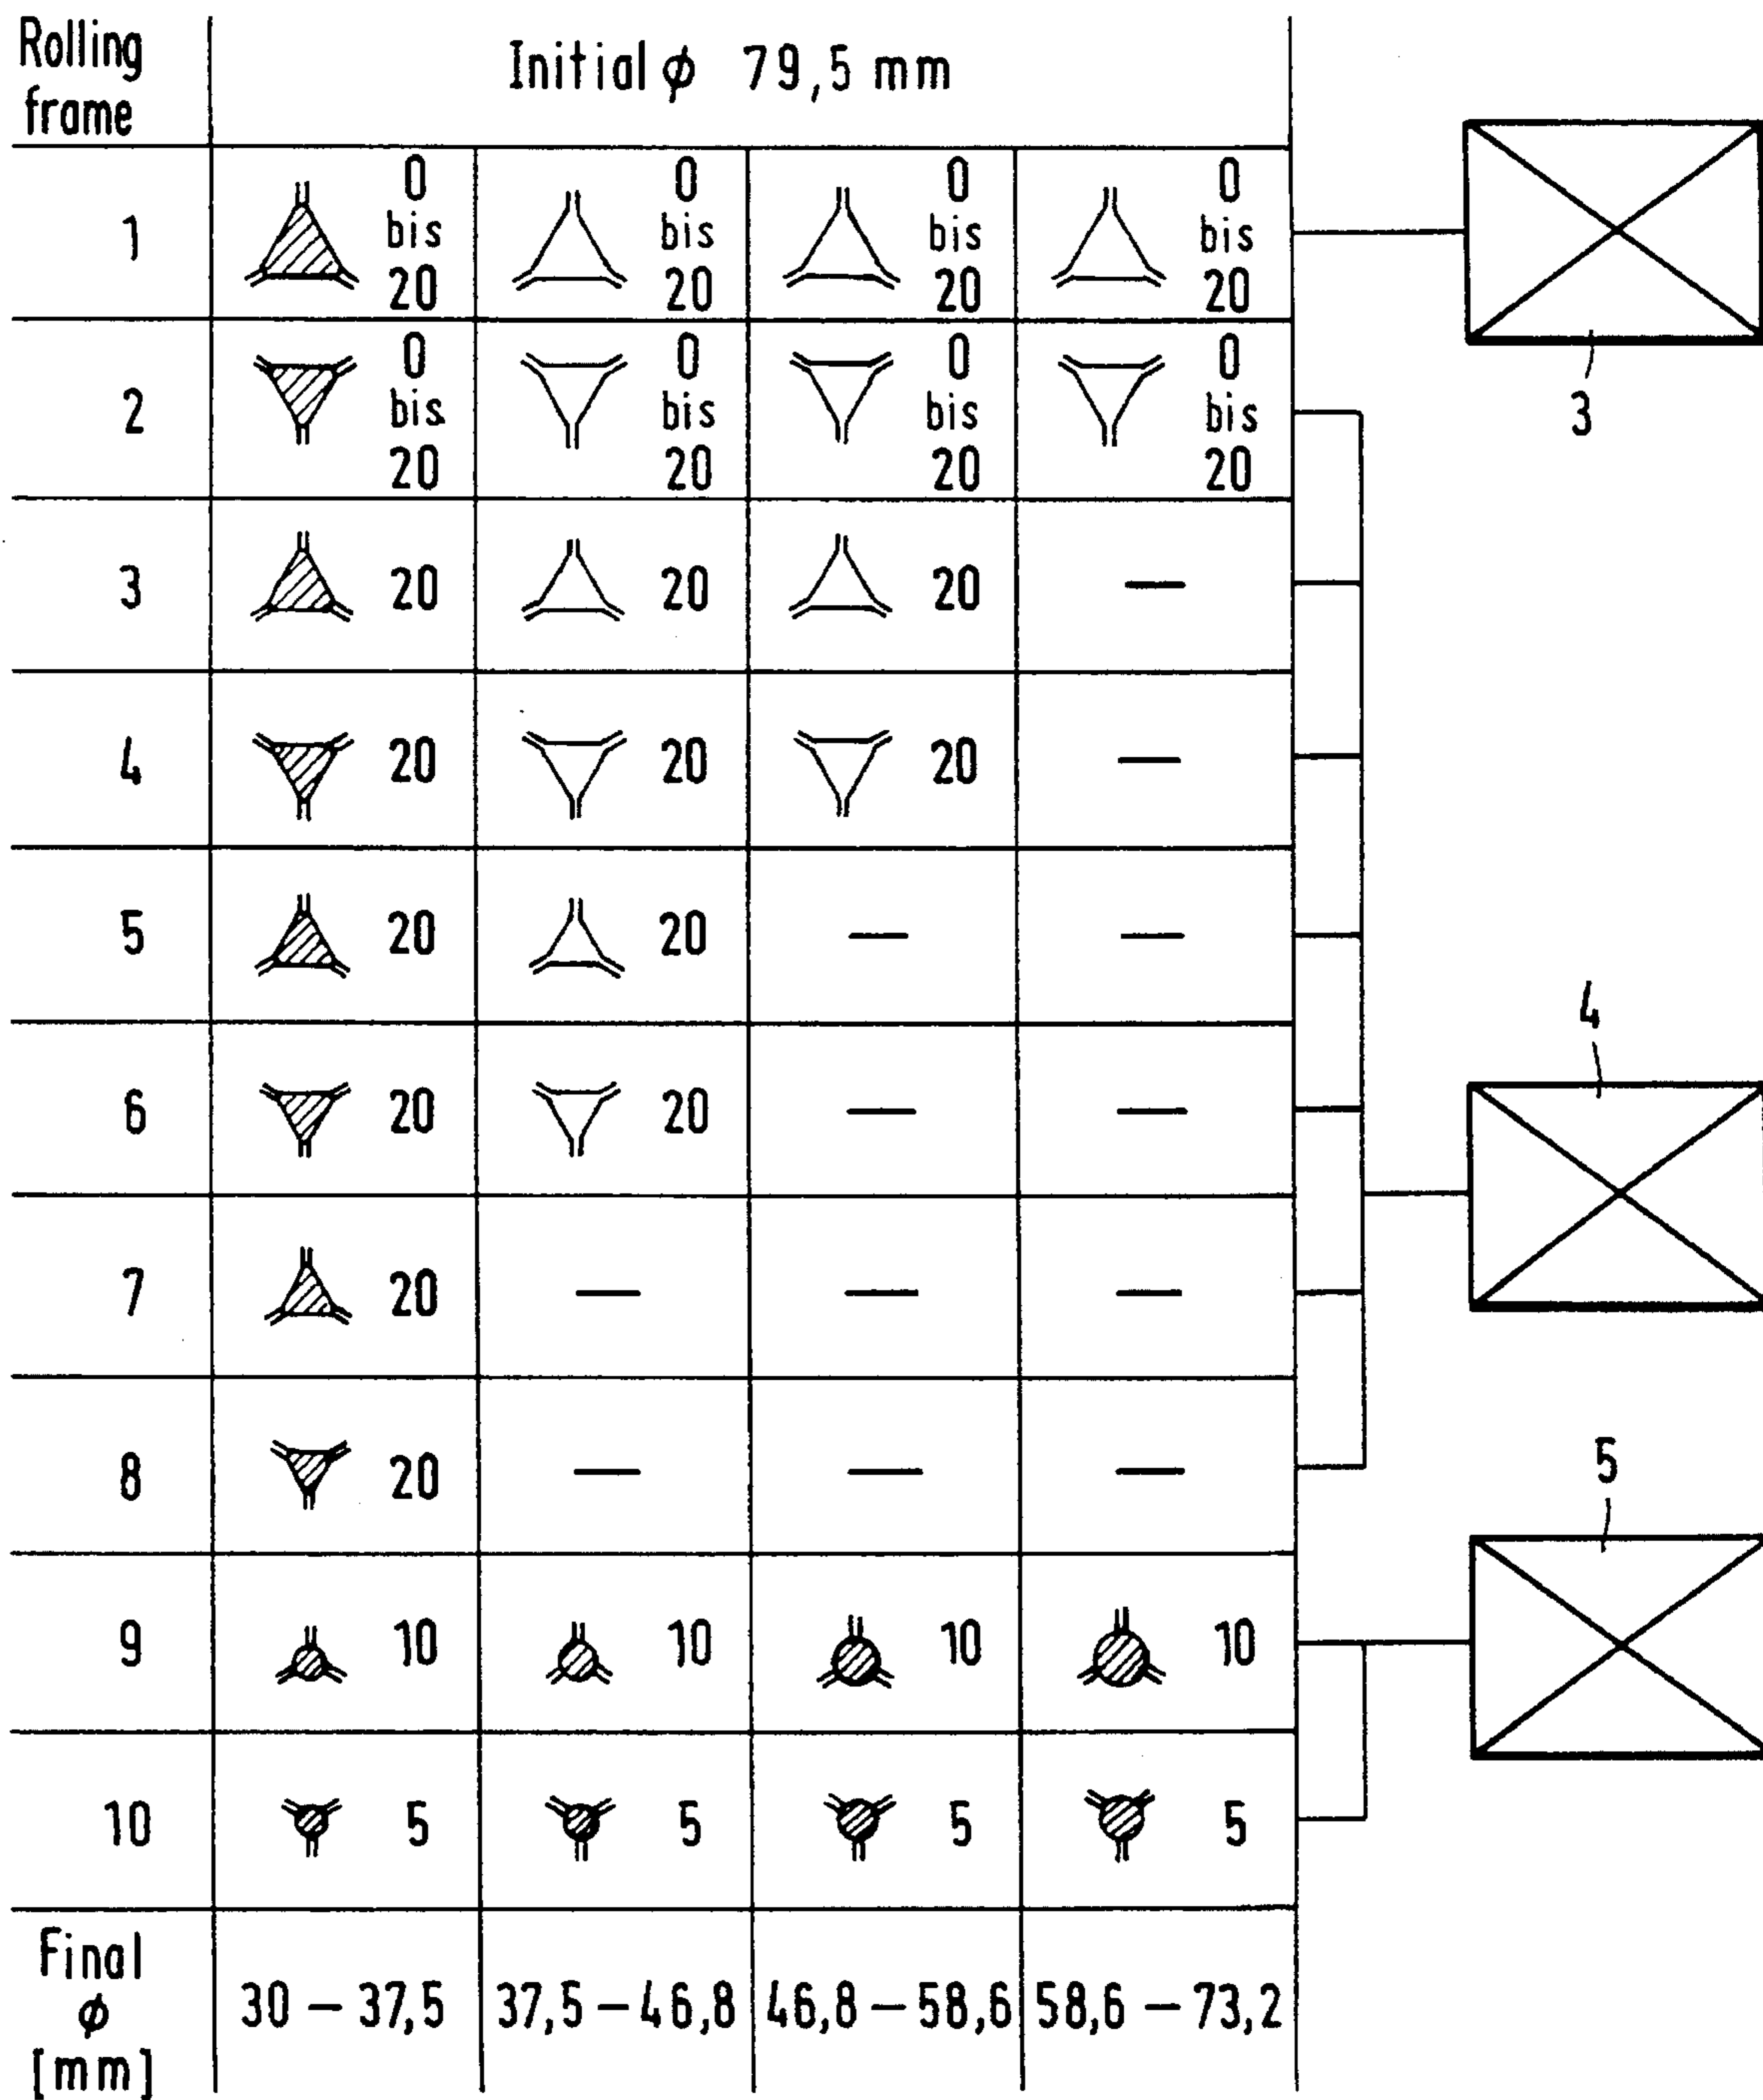 Rolling frame
Initial ϕ 79,5 mm
1 0 bis 20 0 bis 20 0 bis 20 0 bis 20
3
2 0 bis 20 0 bis 20 0 bis 20 0 bis 20
3 20 20 20 —
4 20 20 20 —
5 20 20 — —
4
6 20 20 — —
7 20 — — —
8 20 — — —
5
9 10 10 10 10
10 5 5 5 5
Final ϕ [mm] 30 – 37,5 37,5 – 46,8 46,8 – 58,6 58,6 – 73,2